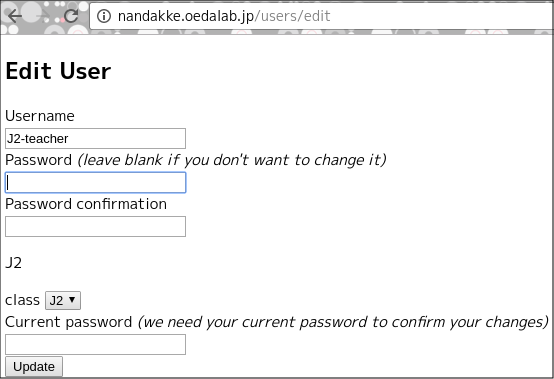 nandakke.oedalab.jp/users/edit
Edit User
Username
J2-teacher
Password (leave blank if you don't want to change it)
Password confirmation
J2
class J2 ▼
Current password (we need your current password to confirm your changes)
Update